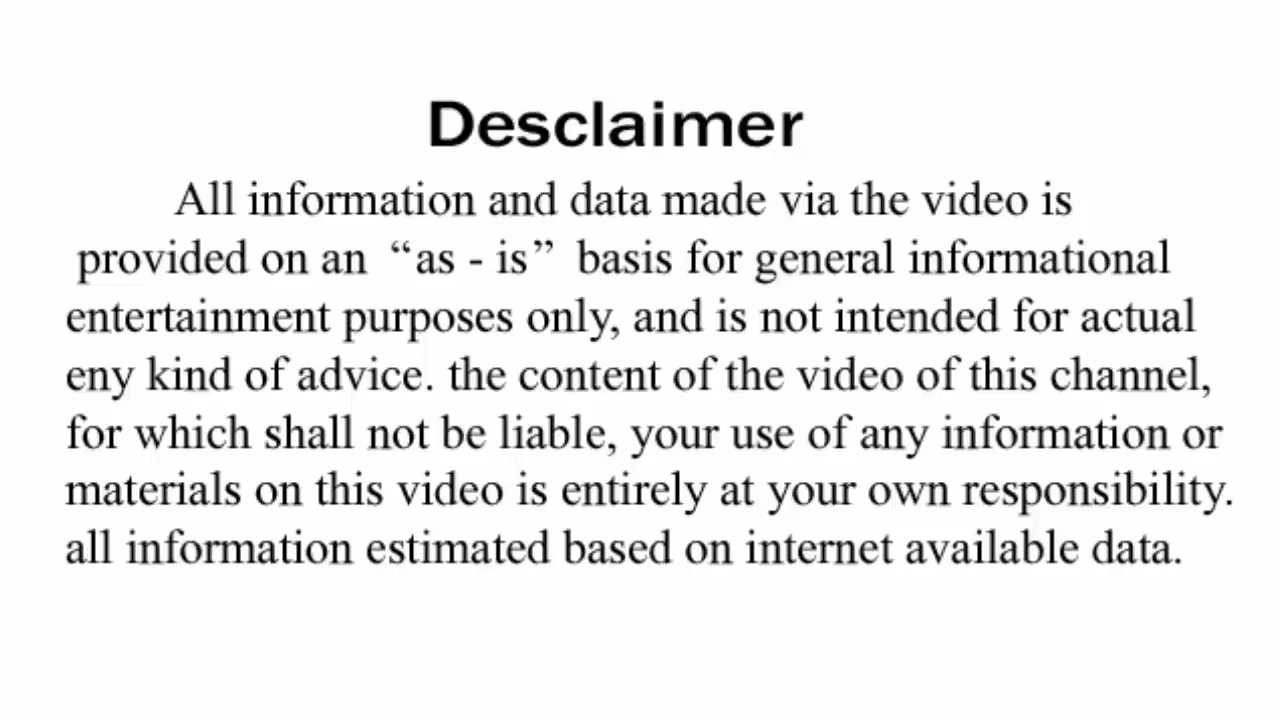 Desclaimer
All information and data made via the video is
provided on an “as - is” basis for general informational
entertainment purposes only, and is not intended for actual
eny kind of advice. the content of the video of this channel,
for which shall not be liable, your use of any information or
materials on this video is entirely at your own responsibility.
all information estimated based on internet available data.